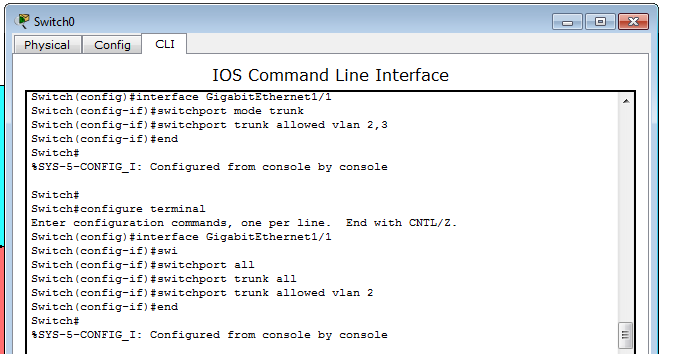 Switch0
Physical Config CLI
IOS Command Line Interface
Switch(config)#interface GigabitEthernet1/1
Switch(config-if)#switchport mode trunk
Switch(config-if)#switchport trunk allowed vlan 2,3
Switch(config-if)#end
Switch#
%SYS-5-CONFIG_I: Configured from console by console
Switch#
Switch#configure terminal
Enter configuration commands, one per line.  End with CNTL/Z.
Switch(config)#interface GigabitEthernet1/1
Switch(config-if)#swi
Switch(config-if)#switchport all
Switch(config-if)#switchport trunk all
Switch(config-if)#switchport trunk allowed vlan 2
Switch(config-if)#end
Switch#
%SYS-5-CONFIG_I: Configured from console by console